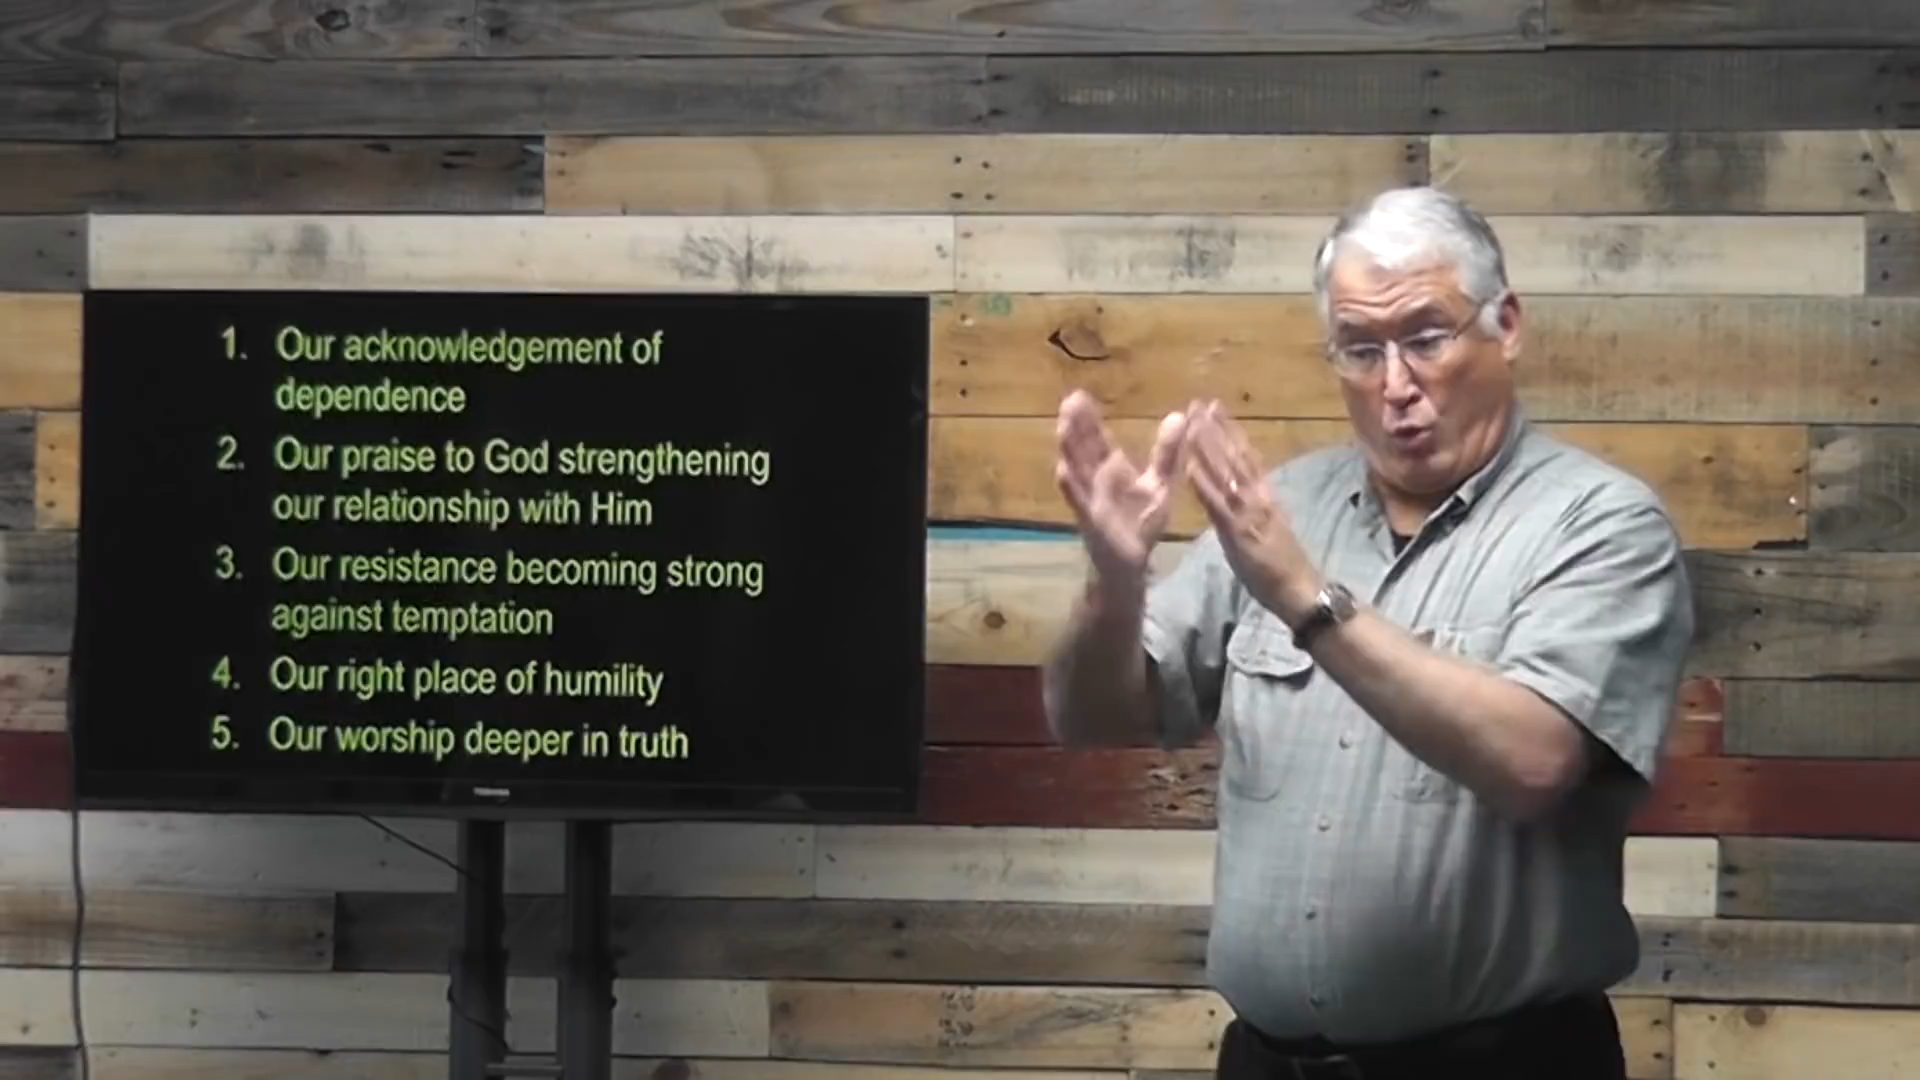 1. Our acknowledgement of
dependence
2. Our praise to God strengthening
our relationship with Him
3. Our resistance becoming strong
against temptation
4. Our right place of humility
5. Our worship deeper in truth
TOSHIBA